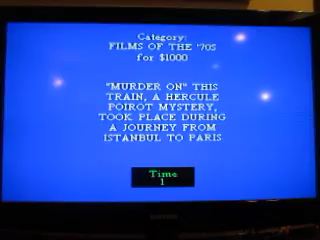 Category:
FILMS OF THE '70S
for $1000
"MURDER ON" THIS
TRAIN, A HERCULE
POIROT MYSTERY,
TOOK PLACE DURING
A JOURNEY FROM
ISTANBUL TO PARIS
Time
1
SAMSUNG